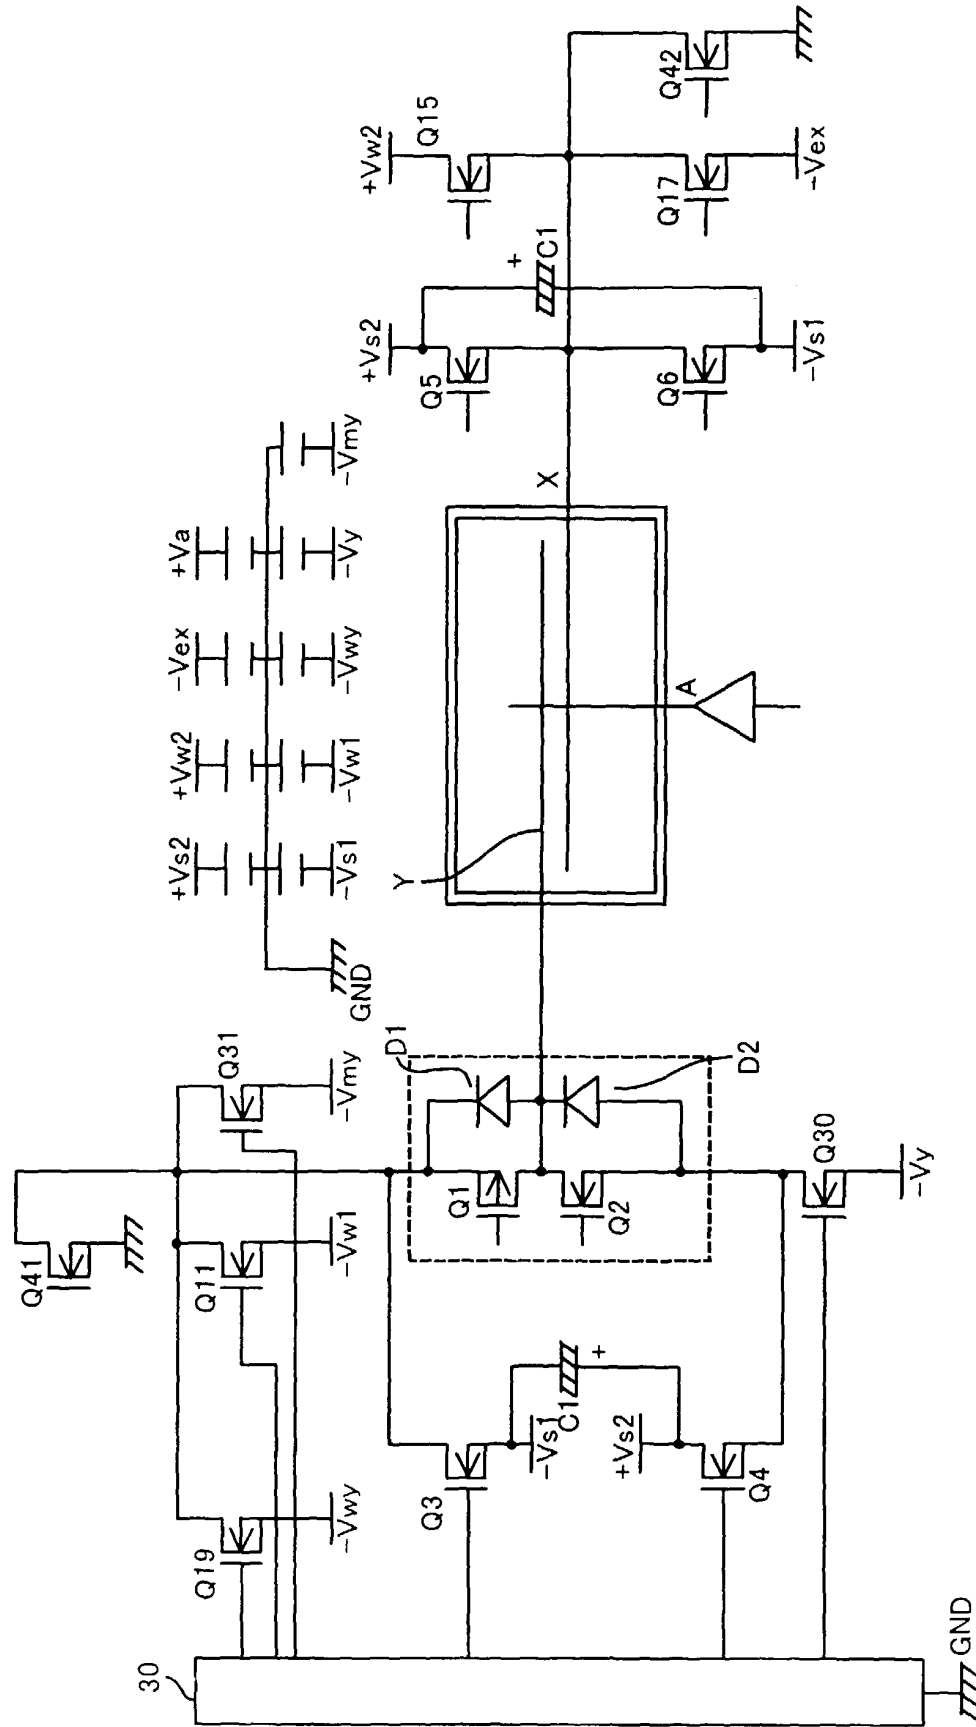 +Vw2
Q15
Q42
Q17
-Vex
+
C1
+Vs2
Q5
Q6
-Vs1
X
+Va
-Vex
+Vw2
+Vs2
-Vmy
-Vy
-Vwy
-Vw1
-Vs1
GND
A
Y
Q31
-Vmy
D1
D2
Q1
Q2
Q30
-Vy
Q41
Q11
-Vw1
Q19
-Vwy
Q3
-Vs1
C1
+
+Vs2
Q4
30
GND